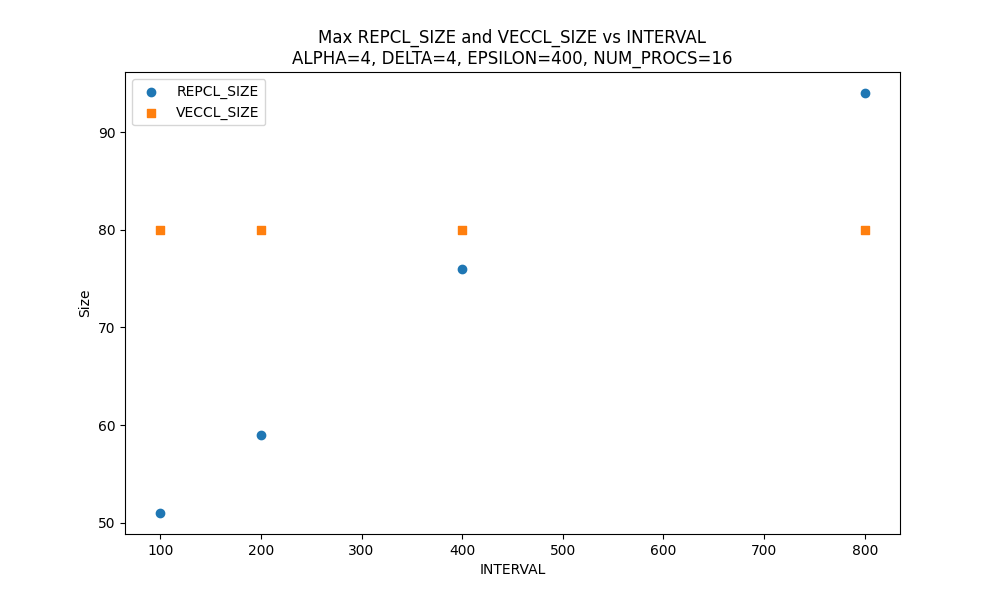 Max REPCL_SIZE and VECCL_SIZE vs INTERVAL
ALPHA=4, DELTA=4, EPSILON=400, NUM_PROCS=16
REPCL_SIZE
VECCL_SIZE
90
80
70
60
50
Size
100 200 300 400 500 600 700 800
INTERVAL